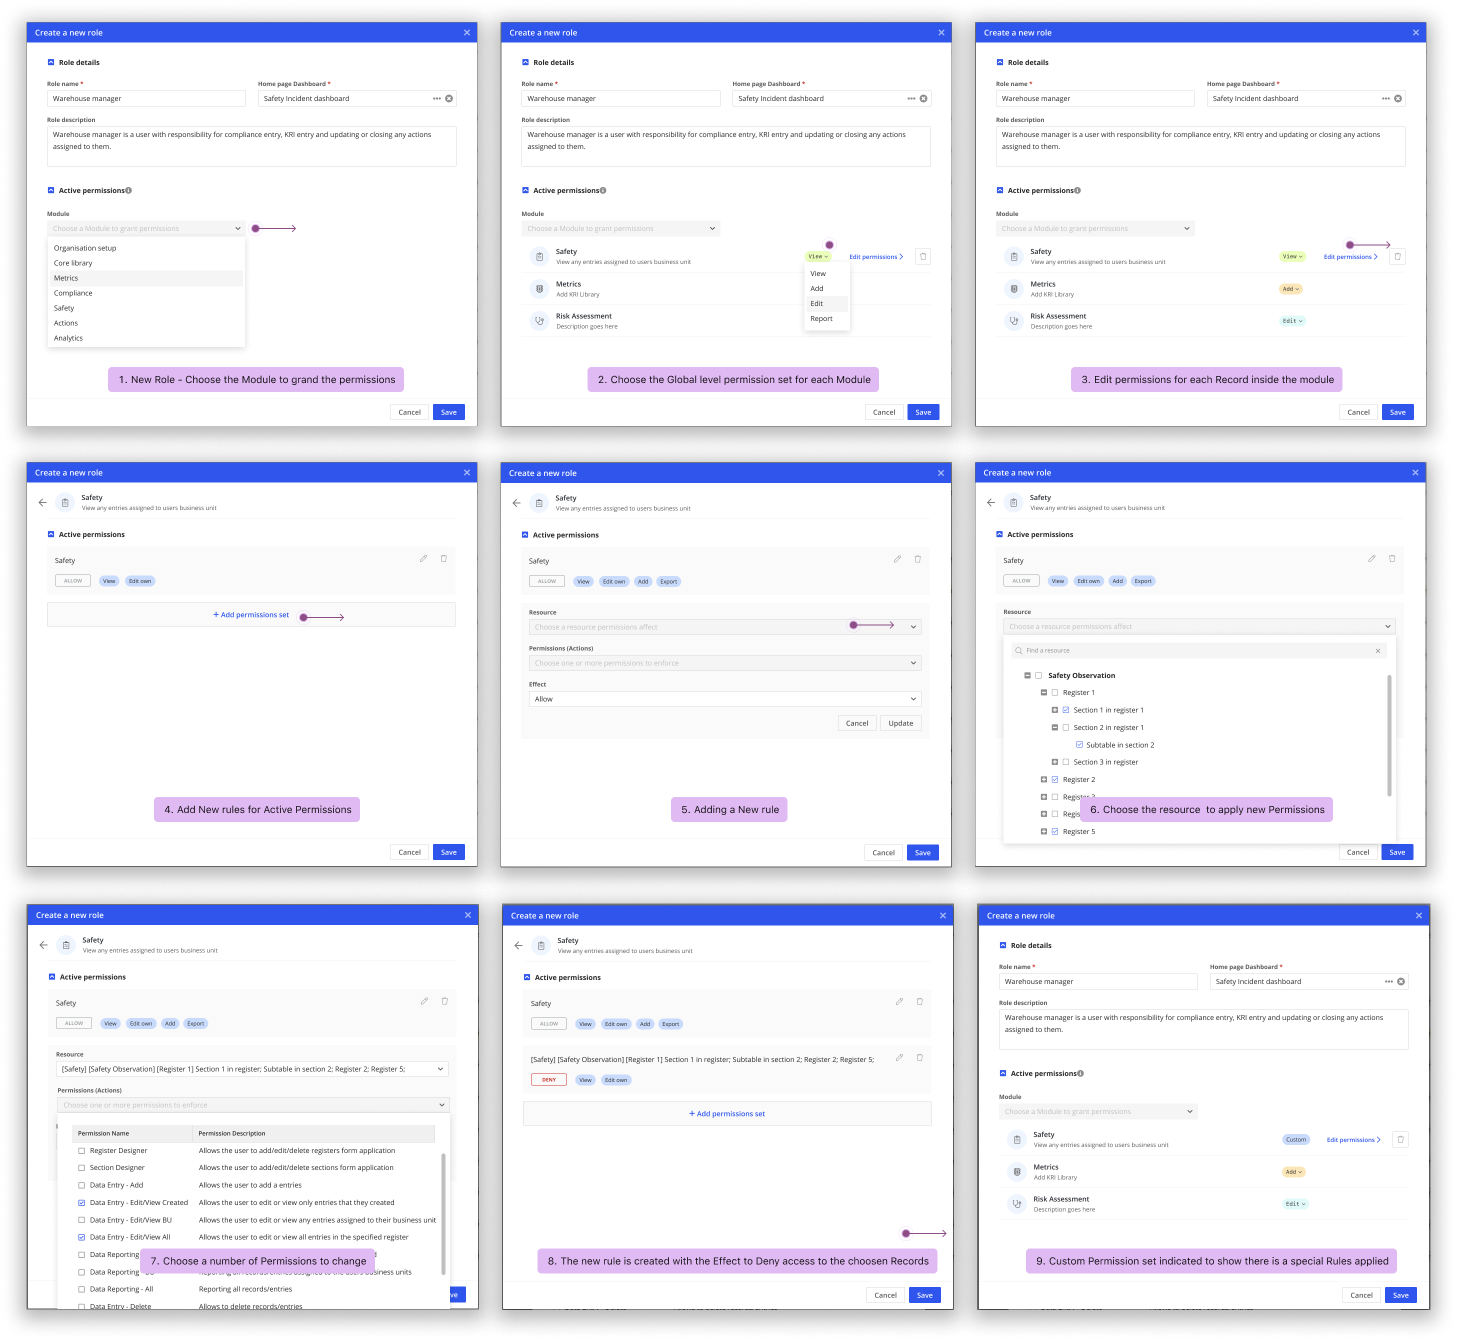 Create a new role
Role details
Role name *
Home page Dashboard *
Warehouse manager
Safety Incident dashboard
Role description
Warehouse manager is a user with responsibility for compliance entry, KRI entry and updating or closing any actions
assigned to them.
Active permissions
Module
Choose a Module to grant permissions
Organisation setup
Core library
Metrics
Compliance
Safety
Actions
Analytics
1. New Role - Choose the Module to grand the permissions
Cancel
Save
Create a new role
Role details
Role name *
Home page Dashboard *
Warehouse manager
Safety Incident dashboard
Role description
Warehouse manager is a user with responsibility for compliance entry, KRI entry and updating or closing any actions
assigned to them.
Active permissions
Module
Choose a Module to grant permissions
Safety
View any entries assigned to users business unit
View
Edit permissions
Metrics
Add KRI Library
Risk Assessment
Description goes here
View
Add
Edit
Report
2. Choose the Global level permission set for each Module
Cancel
Save
Create a new role
Role details
Role name *
Home page Dashboard *
Warehouse manager
Safety Incident dashboard
Role description
Warehouse manager is a user with responsibility for compliance entry, KRI entry and updating or closing any actions
assigned to them.
Active permissions
Module
Choose a Module to grant permissions
Safety
View any entries assigned to users business unit
View
Edit permissions
Metrics
Add KRI Library
Add
Risk Assessment
Description goes here
Edit
3. Edit permissions for each Record inside the module
Cancel
Save
Create a new role
Safety
View any entries assigned to users business unit
Active permissions
Safety
ALLOW View Edit own
+ Add permissions set
4. Add New rules for Active Permissions
Cancel
Save
Create a new role
Safety
View any entries assigned to users business unit
Active permissions
Safety
ALLOW View Edit own Add Export
Resource
Choose a resource permissions affect
Permissions (Actions)
Choose one or more permissions to enforce
Effect
Allow
Cancel
Update
5. Adding a New rule
Cancel
Save
Create a new role
Safety
View any entries assigned to users business unit
Active permissions
Safety
ALLOW View Edit own Add Export
Resource
Choose a resource permissions affect
Find a resource
Safety Observation
Register 1
Section 1 in register 1
Section 2 in register 1
Subtable in section 2
Section 3 in register
Register 2
Register
Register 5
6. Choose the resource to apply new Permissions
Cancel
Save
Create a new role
Safety
View any entries assigned to users business unit
Active permissions
Safety
ALLOW View Edit own Add Export
Resource
[Safety] [Safety Observation] [Register 1] Section 1 in register; Subtable in section 2; Register 2; Register 5;
Permissions (Actions)
Choose one or more permissions to enforce
Permission Name
Permission Description
Register Designer
Allows the user to add/edit/delete registers form application
Section Designer
Allows the user to add/edit/delete sections form application
Data Entry - Add
Allows the user to add a entries
Data Entry - Edit/View Created
Allows the user to edit or view only entries that they created
Data Entry - Edit/View BU
Allows the user to edit or view any entries assigned to their business unit
Data Entry - Edit/View All
Allows the user to edit or view all entries in the specified register
Data Reporting
Data Reporting
Reporting all records/entries assigned to the users business units
Data Reporting - All
Reporting all records/entries
Data Entry - Delete
Allows to delete records/entries
7. Choose a number of Permissions to change
Create a new role
Safety
View any entries assigned to users business unit
Active permissions
Safety
ALLOW View Edit own Add Export
[Safety] [Safety Observation] [Register 1] Section 1 in register; Subtable in section 2; Register 2; Register 5;
DENY View Edit own
+ Add permissions set
8. The new rule is created with the Effect to Deny access to the choosen Records
Cancel
Save
Create a new role
Role details
Role name *
Home page Dashboard *
Warehouse manager
Safety Incident dashboard
Role description
Warehouse manager is a user with responsibility for compliance entry, KRI entry and updating or closing any actions
assigned to them.
Active permissions
Module
Choose a Module to grant permissions
Safety
View any entries assigned to users business unit
Custom
Edit permissions
Metrics
Add KRI Library
Add
Risk Assessment
Description goes here
Edit
9. Custom Permission set indicated to show there is a special Rules applied
Cancel
Save